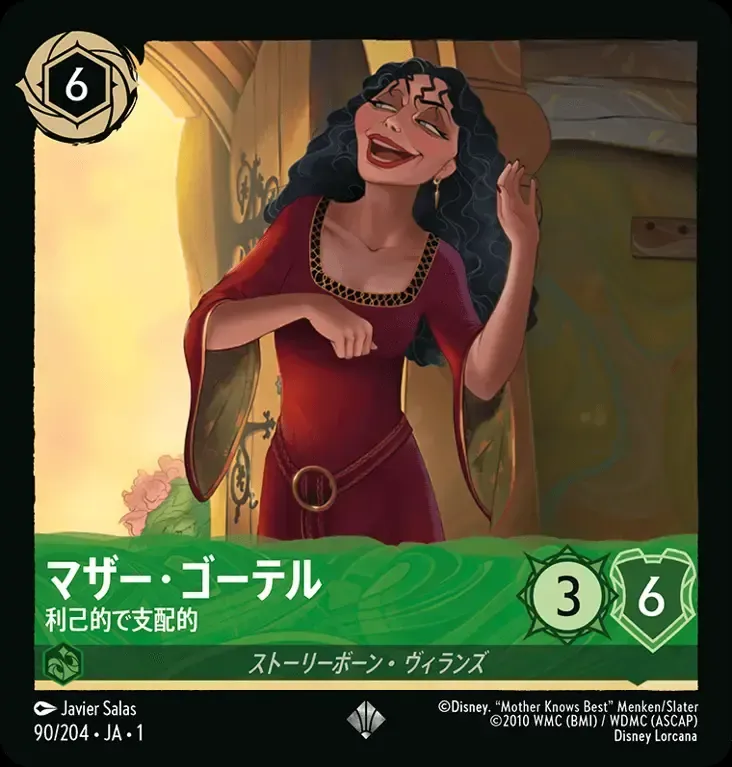 6
マザー・ゴーテル
利己的で支配的
3
6
ストーリーボーン・ ヴィランズ
Javier Salas
90/204 • JA • 1
©Disney. “Mother Knows Best” Menken/Slater
©2010 WMC (BMI) / WDMC (ASCAP)
Disney Lorcana